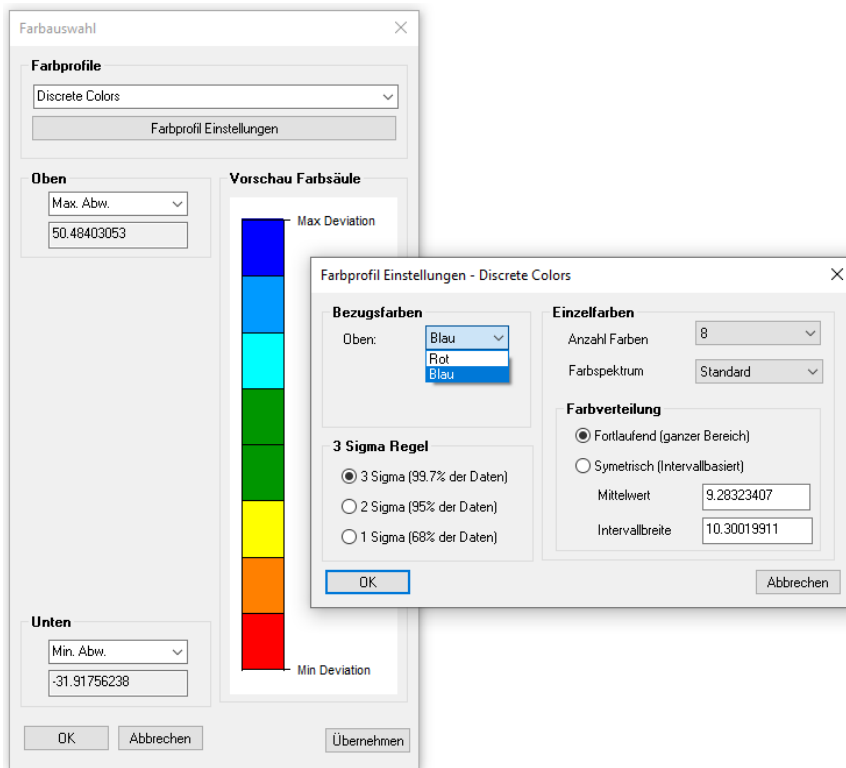 Farbauswahl
Farbprofile
Discrete Colors
Farbprofil Einstellungen
Oben
Max. Abw.
50.48403053
Vorschau Farbsäule
Max Deviation
Min Deviation
Unten
Min. Abw.
-31.91756238
OK
Abbrechen
Übernehmen
Farbprofil Einstellungen - Discrete Colors
Bezugsfarben
Oben:
Blau
Rot
Blau
3 Sigma Regel
3 Sigma (99.7% der Daten)
2 Sigma (95% der Daten)
1 Sigma (68% der Daten)
Einzelfarben
Anzahl Farben
8
Farbspektrum
Standard
Farbverteilung
Fortlaufend (ganzer Bereich)
Symetrisch (Intervallbasiert)
Mittelwert
9.28323407
Intervallbreite
10.30019911
OK
Abbrechen